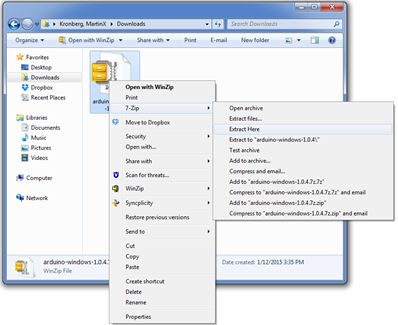 Kronberg, MartinX ▸ Downloads
Search Downloads
Organize
Open with WinZip
Share with
Print
E-mail
New folder
Favorites
Desktop
Downloads
Dropbox
Recent Places
Libraries
Documents
Music
Pictures
Videos
Computer
Network
Open with WinZip
Print
7-Zip
Move to Dropbox
Security
Open with...
Share with
Scan for threats...
WinZip
Syncplicity
Restore previous versions
Send to
Cut
Copy
Paste
Create shortcut
Delete
Rename
Properties
Open archive
Extract files...
Extract Here
Extract to "arduino-windows-1.0.4\"
Test archive
Add to archive...
Compress and email...
Add to "arduino-windows-1.0.4.7z.7z"
Compress to "arduino-windows-1.0.4.7z.7z" and email
Add to "arduino-windows-1.0.4.7z.zip"
Compress to "arduino-windows-1.0.4.7z.zip" and email
arduino-windows-1.0.4.7
WinZip File
Date created: 1/12/2015 3:35 PM